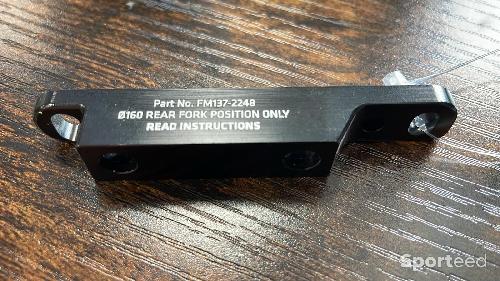 Part No. FM137-2248
Ø160 REAR FORK POSITION ONLY
READ INSTRUCTIONS
Sporteed